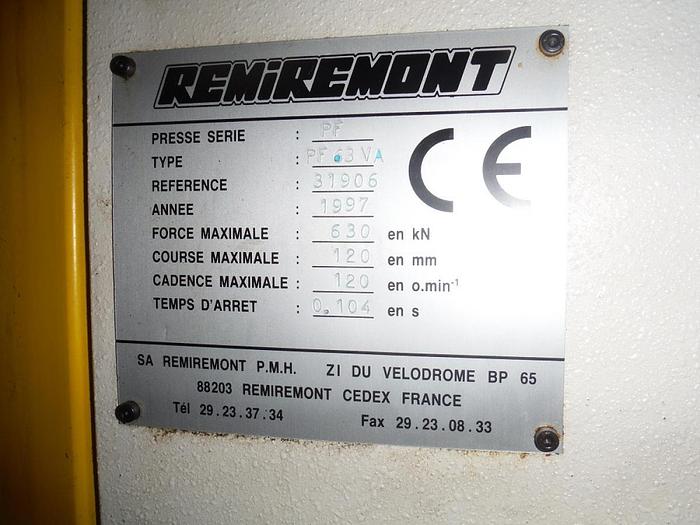 REMiREMONT
PRESSE SERIE : PF
TYPE : PF 63 VA
REFERENCE : 31906
ANNEE : 1997
FORCE MAXIMALE : 630 en kN
COURSE MAXIMALE : 120 en mm
CADENCE MAXIMALE : 120 en o.min⁻¹
TEMPS D'ARRET : 0.104 en s
CE
SA REMIREMONT P.M.H. ZI DU VELODROME BP 65
88203 REMIREMONT CEDEX FRANCE
Tél 29.23.37.34 Fax 29.23.08.33